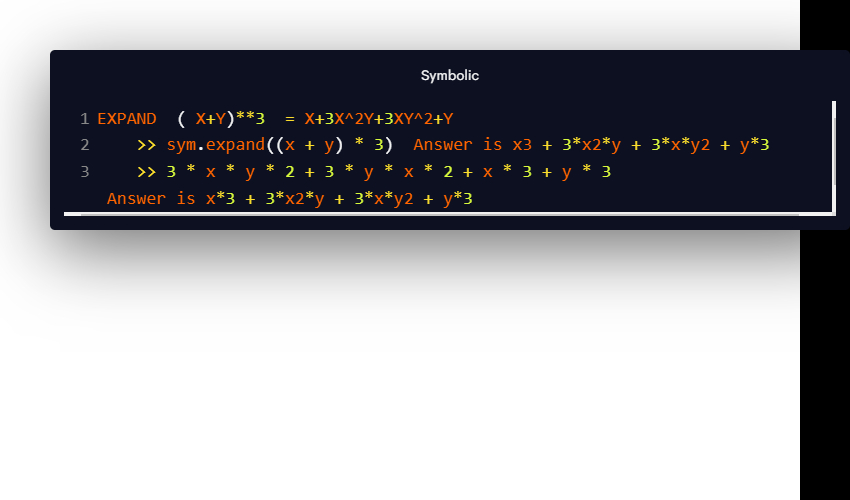 Symbolic
1 EXPAND  ( X+Y)**3  = X+3X^2Y+3XY^2+Y
2     >> sym.expand((x + y) * 3)  Answer is x3 + 3*x2*y + 3*x*y2 + y*3
3     >> 3 * x * y * 2 + 3 * y * x * 2 + x * 3 + y * 3
Answer is x*3 + 3*x2*y + 3*x*y2 + y*3